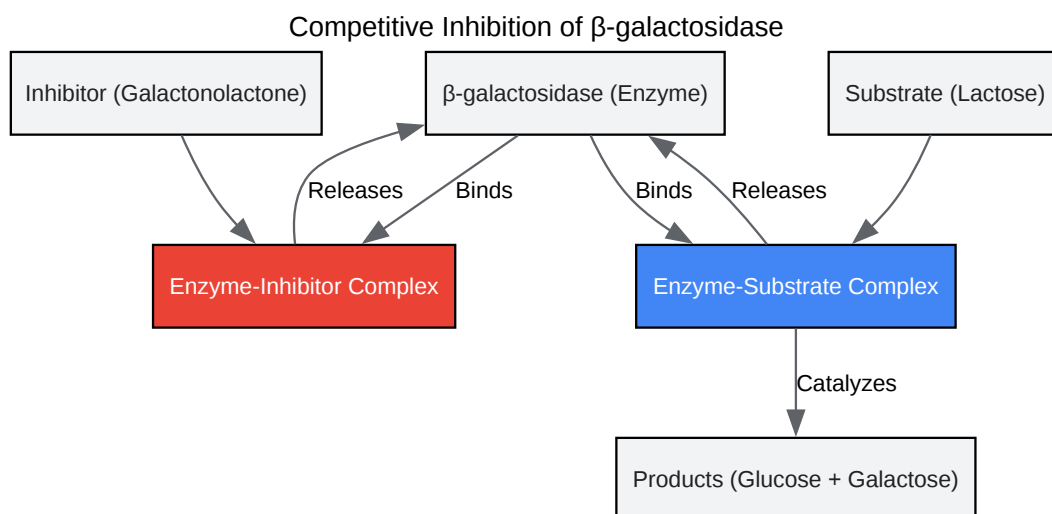 Competitive Inhibition of β-galactosidase
Inhibitor (Galactonolactone)
β-galactosidase (Enzyme)
Substrate (Lactose)
Releases
Binds
Binds
Releases
Enzyme-Inhibitor Complex
Enzyme-Substrate Complex
Catalyzes
Products (Glucose + Galactose)